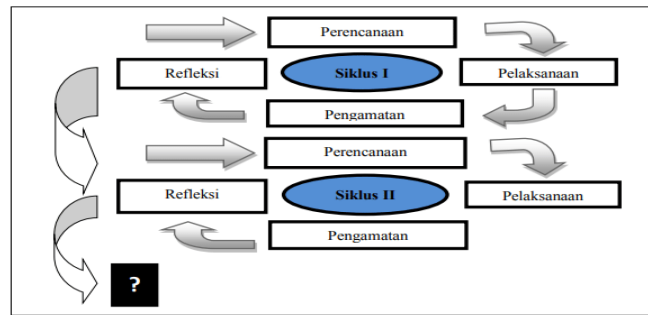 Perencanaan
Refleksi
Siklus I
Pelaksanaan
Pengamatan
Perencanaan
Refleksi
Siklus II
Pelaksanaan
Pengamatan
?